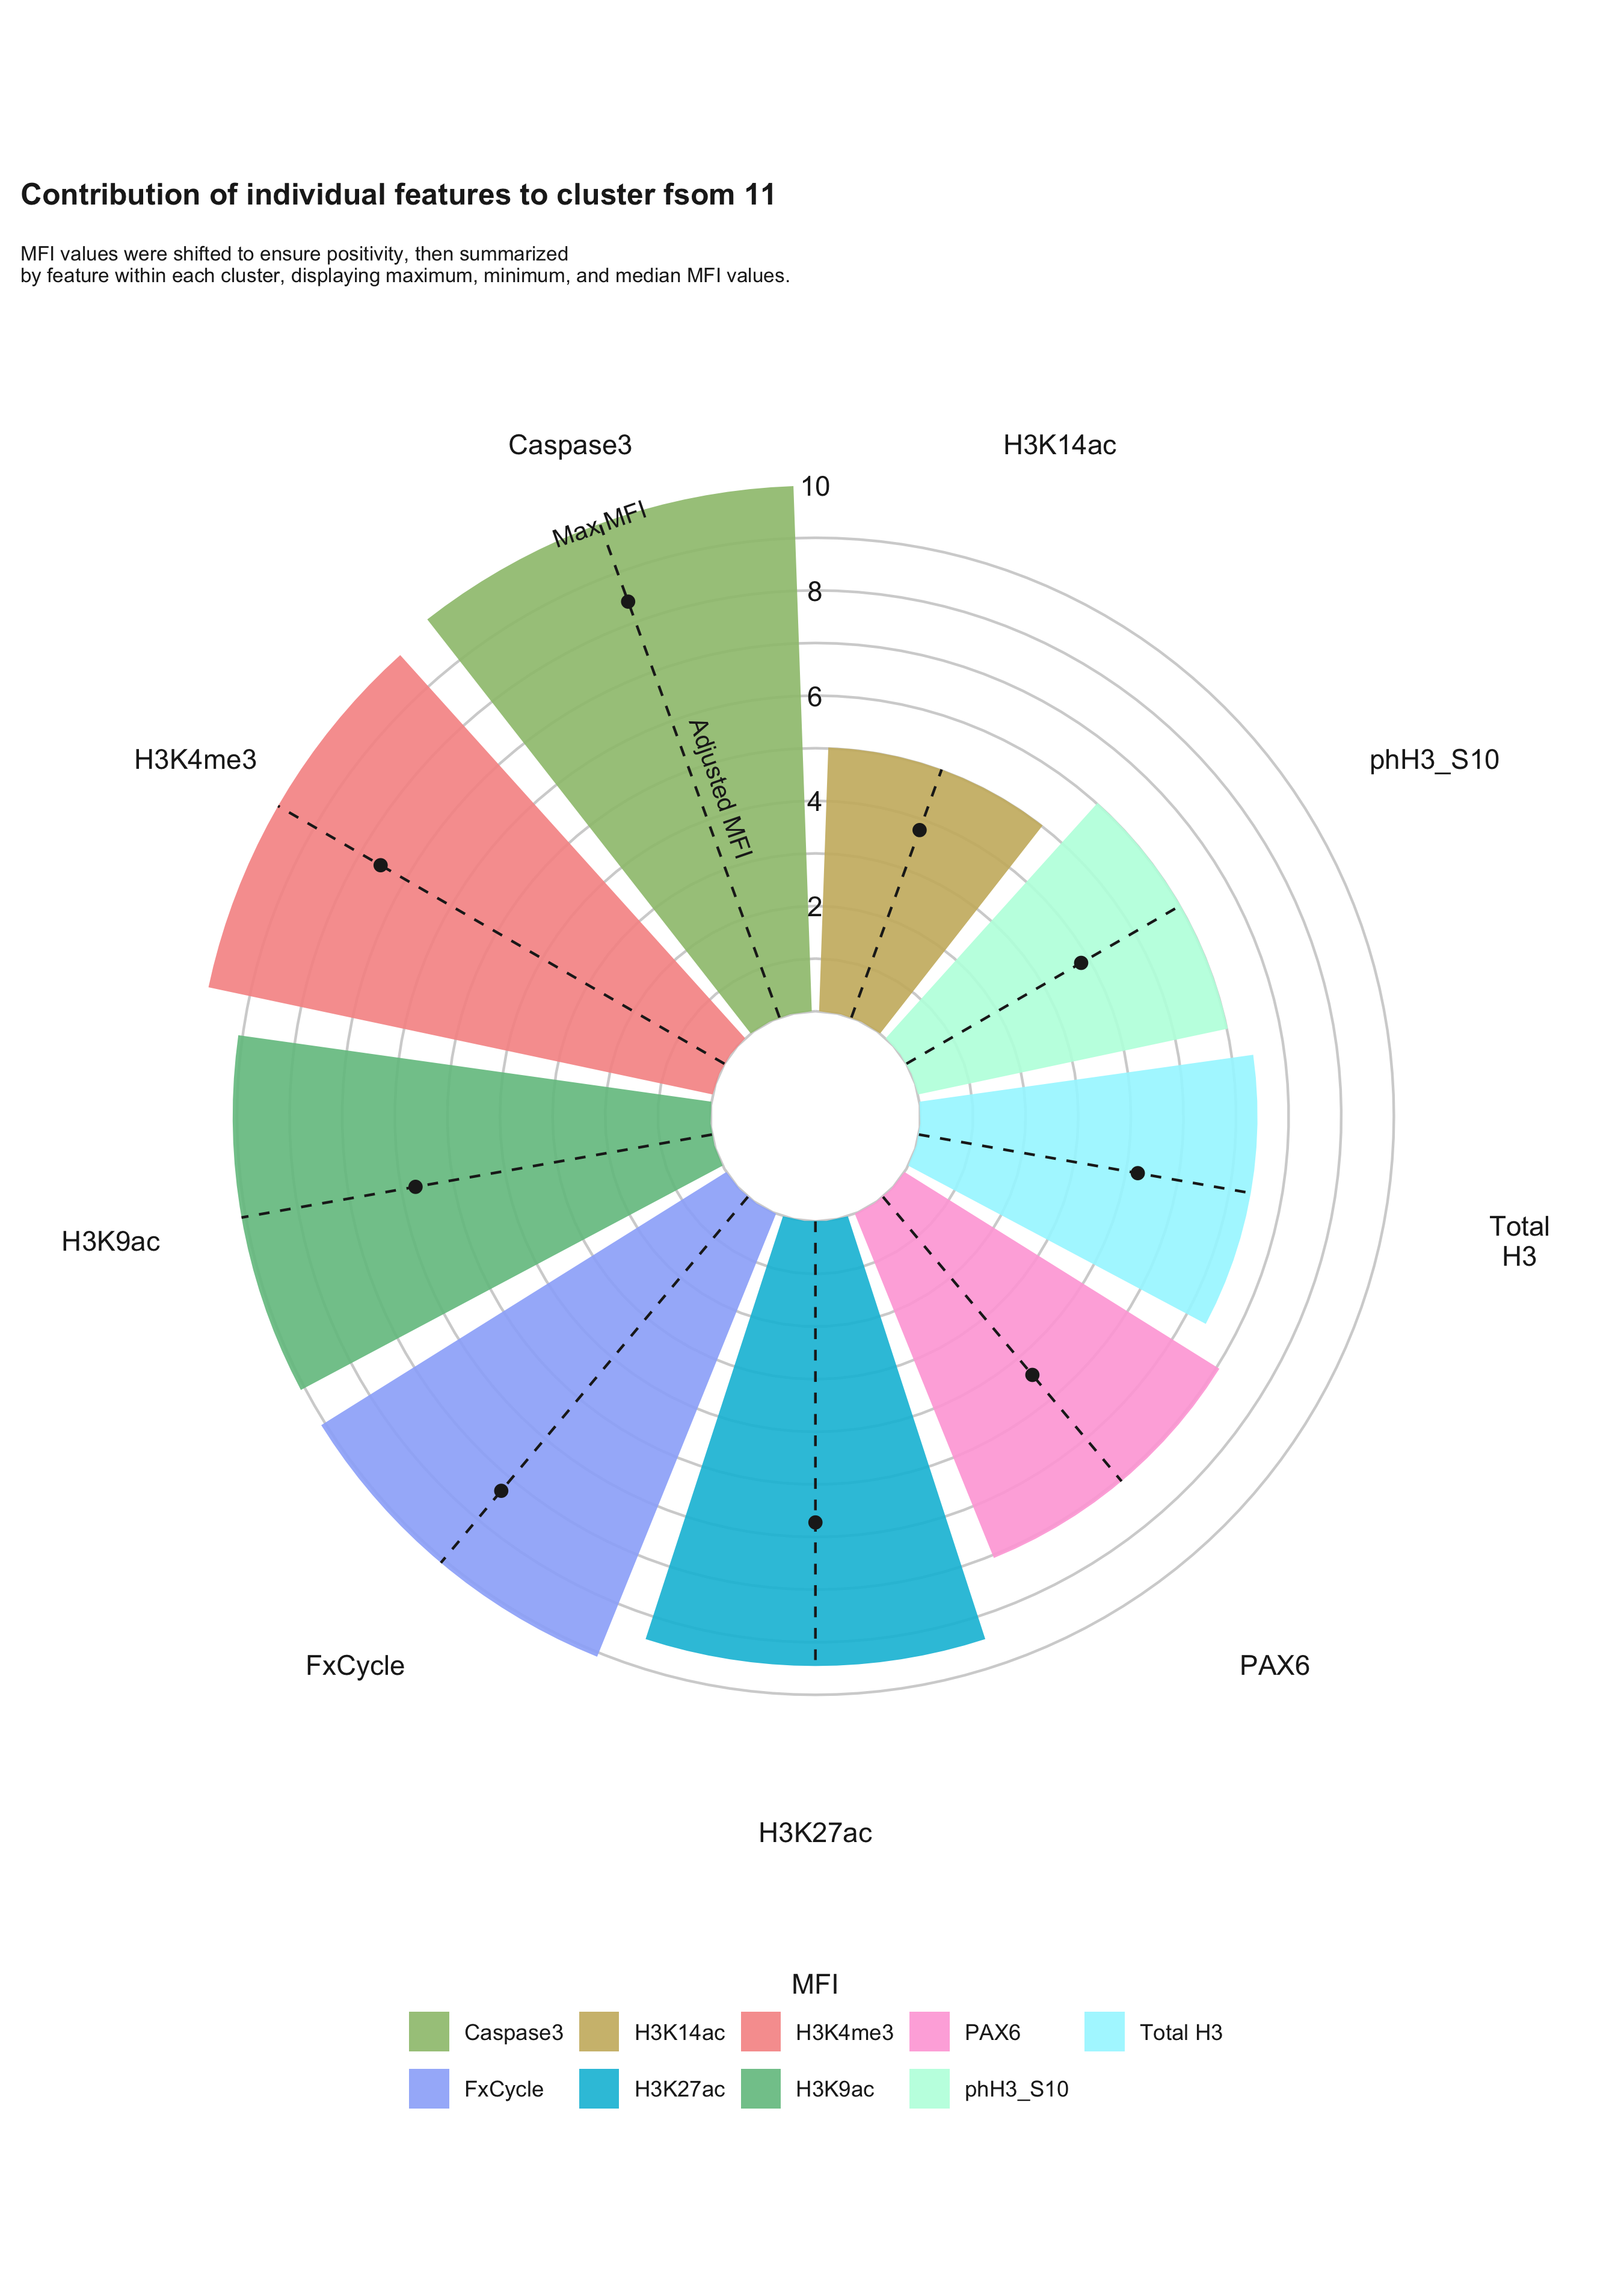 Contribution of individual features to cluster fsom 11
MFI values were shifted to ensure positivity, then summarized
by feature within each cluster, displaying maximum, minimum, and median MFI values.
Caspase3
H3K14ac
10
Max MFI
8
6
Adjusted MFI
H3K4me3
phH3_S10
4
2
H3K9ac
Total
H3
FxCycle
PAX6
H3K27ac
MFI
Caspase3
H3K14ac
H3K4me3
PAX6
Total H3
FxCycle
H3K27ac
H3K9ac
phH3_S10